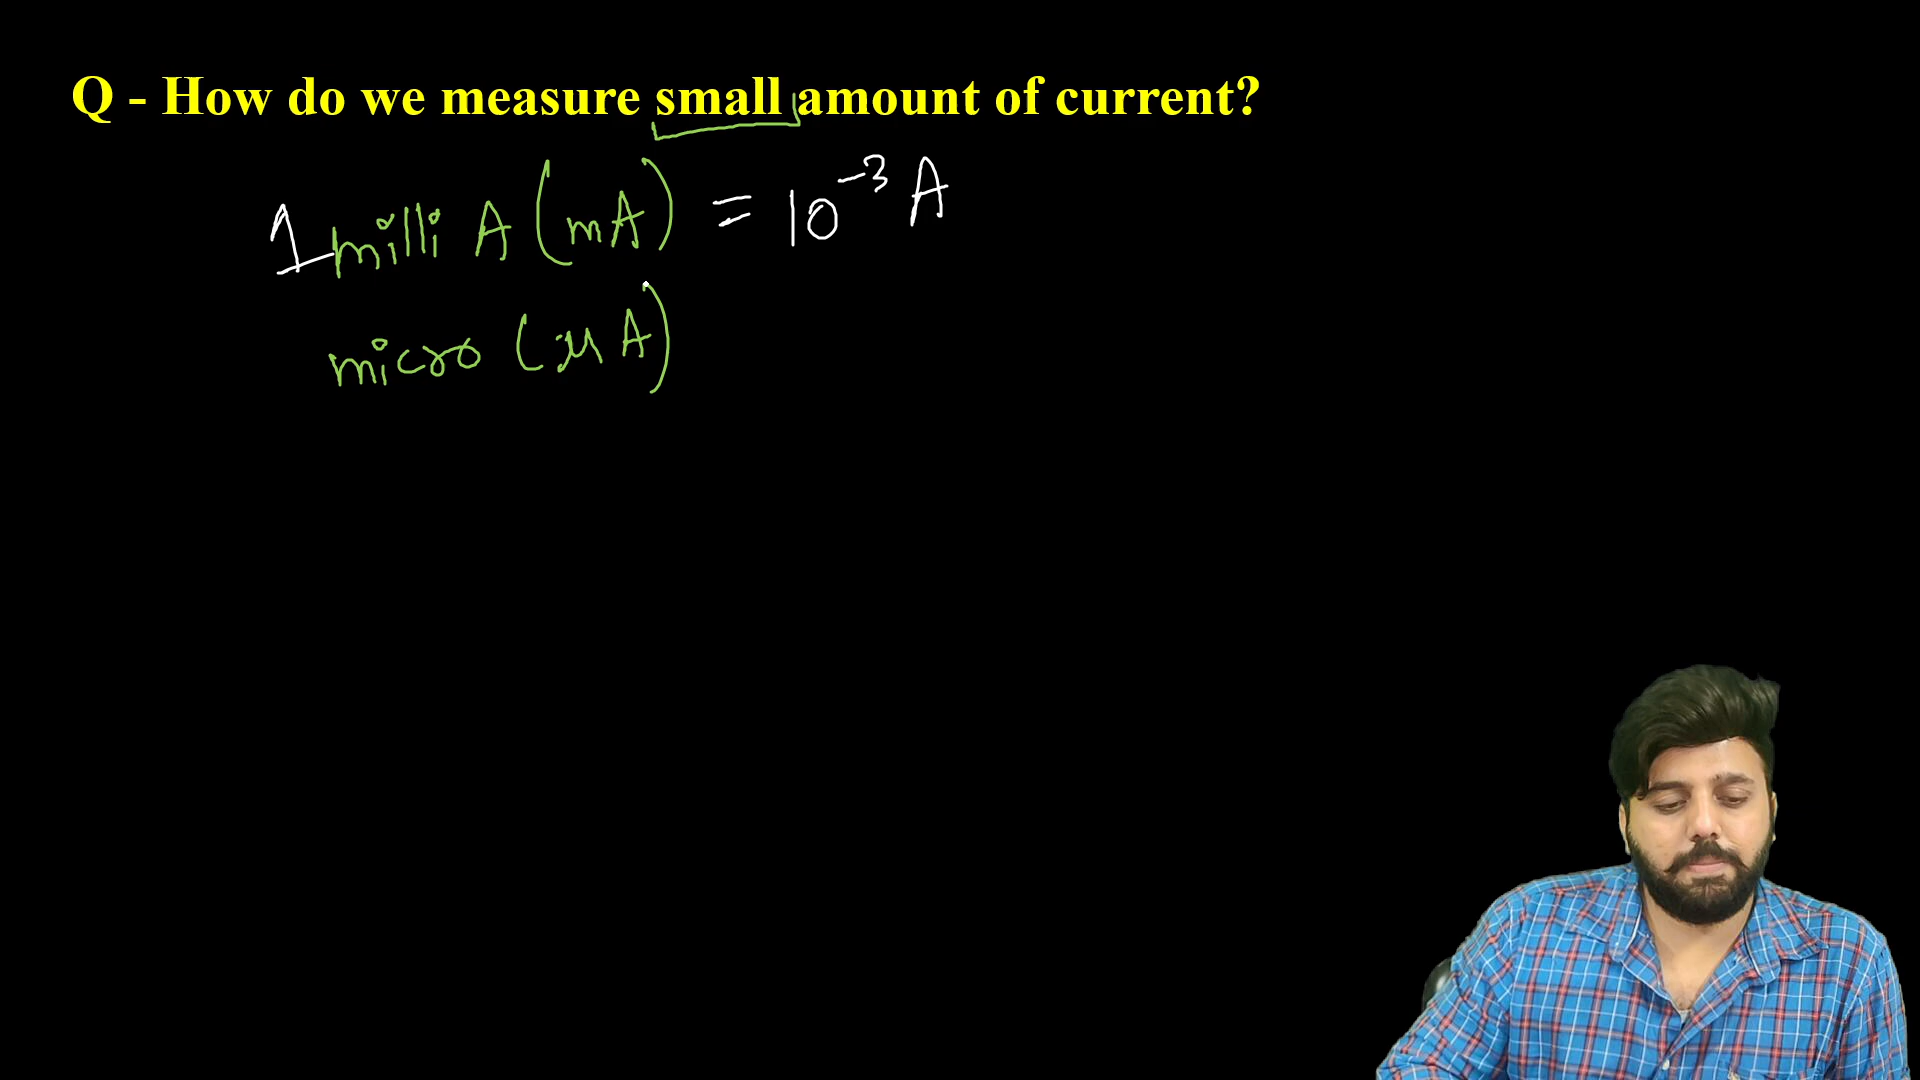 Q - How do we measure small amount of current?
1 milli A (mA) = 10⁻³ A
micro (μA)